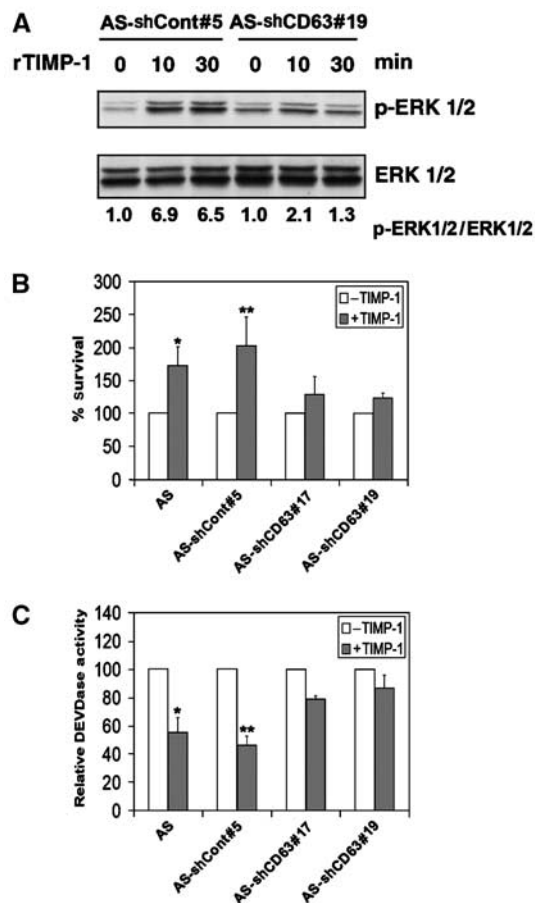 A
AS-shCont#5 AS-shCD63#19
rTIMP-1 0 10 30 0 10 30 min
p-ERK 1/2
ERK 1/2
1.0 6.9 6.5 1.0 2.1 1.3
p-ERK1/2/ERK1/2
B
% survival
300
250
200
150
100
50
0
* **
–TIMP-1
+TIMP-1
AS
AS-shCont#5
AS-shCD63#17
AS-shCD63#19
C
Relative DEVDase activity
140
120
100
80
60
40
20
0
* **
–TIMP-1
+TIMP-1
AS
AS-shCont#5
AS-shCD63#17
AS-shCD63#19